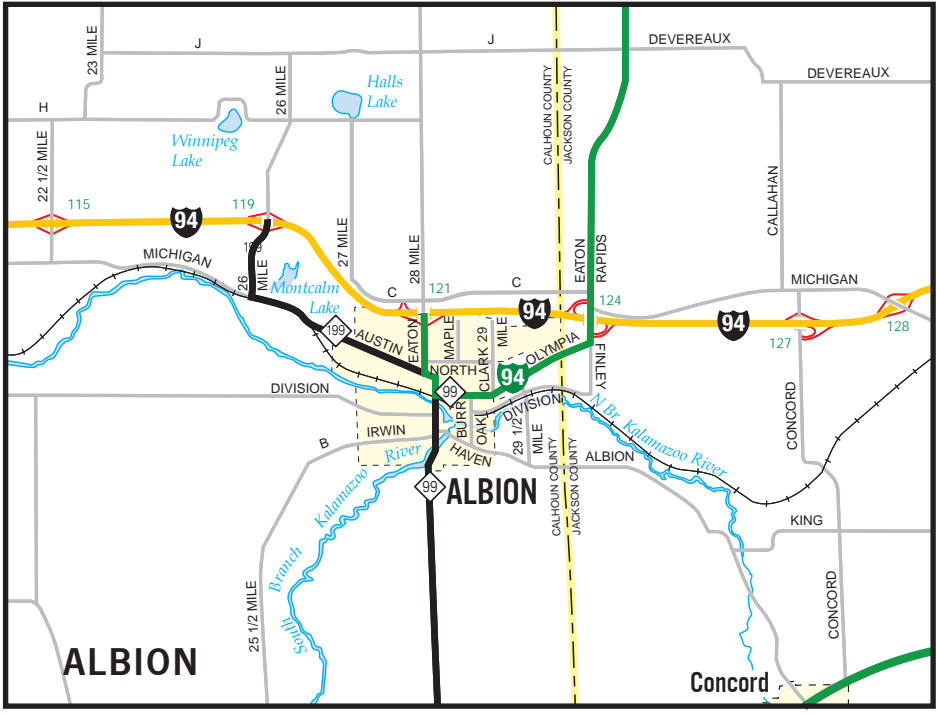 J
J
DEVEREAUX
23 MILE
DEVEREAUX
26 MILE
Halls
Lake
H
CALHOUN COUNTY
JACKSON COUNTY
Winnipeg
Lake
22 1/2 MILE
CALLAHAN
115
94
119
27 MILE
28 MILE
EATON
RAPIDS
199
MICHIGAN
26
MILE
Montcalm
Lake
C
121
C
MICHIGAN
94
124
94
127
128
199
AUSTIN
EATON
MAPLE
CLARK
29
MILE
OLYMPIA
FINLEY
NORTH
94
99
DIVISION
DIVISION
BURR
OAK
29 1/2
MILE
N Br Kalamazoo River
CONCORD
B
IRWIN
HAVEN
ALBION
CALHOUN COUNTY
JACKSON COUNTY
99
ALBION
South Branch Kalamazoo River
KING
25 1/2 MILE
CONCORD
ALBION
Concord